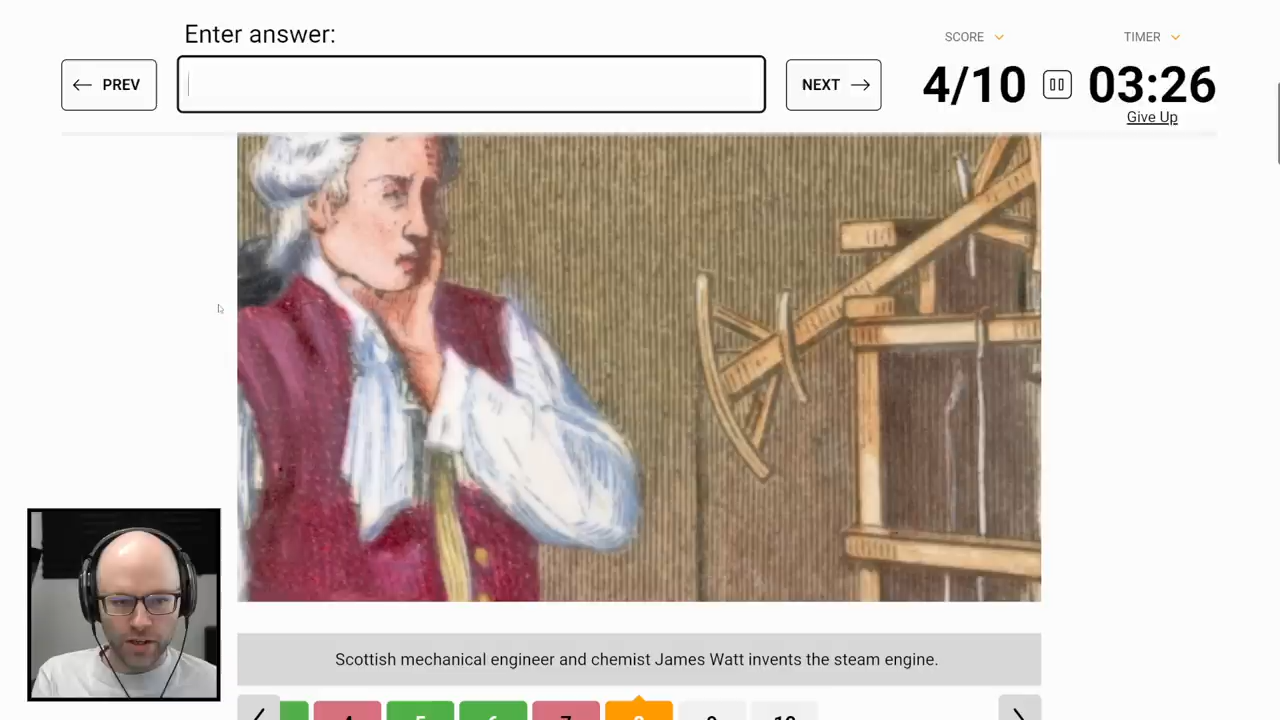 Enter answer:
SCORE
TIMER
← PREV
NEXT →
4/10
03:26
Give Up
Scottish mechanical engineer and chemist James Watt invents the steam engine.